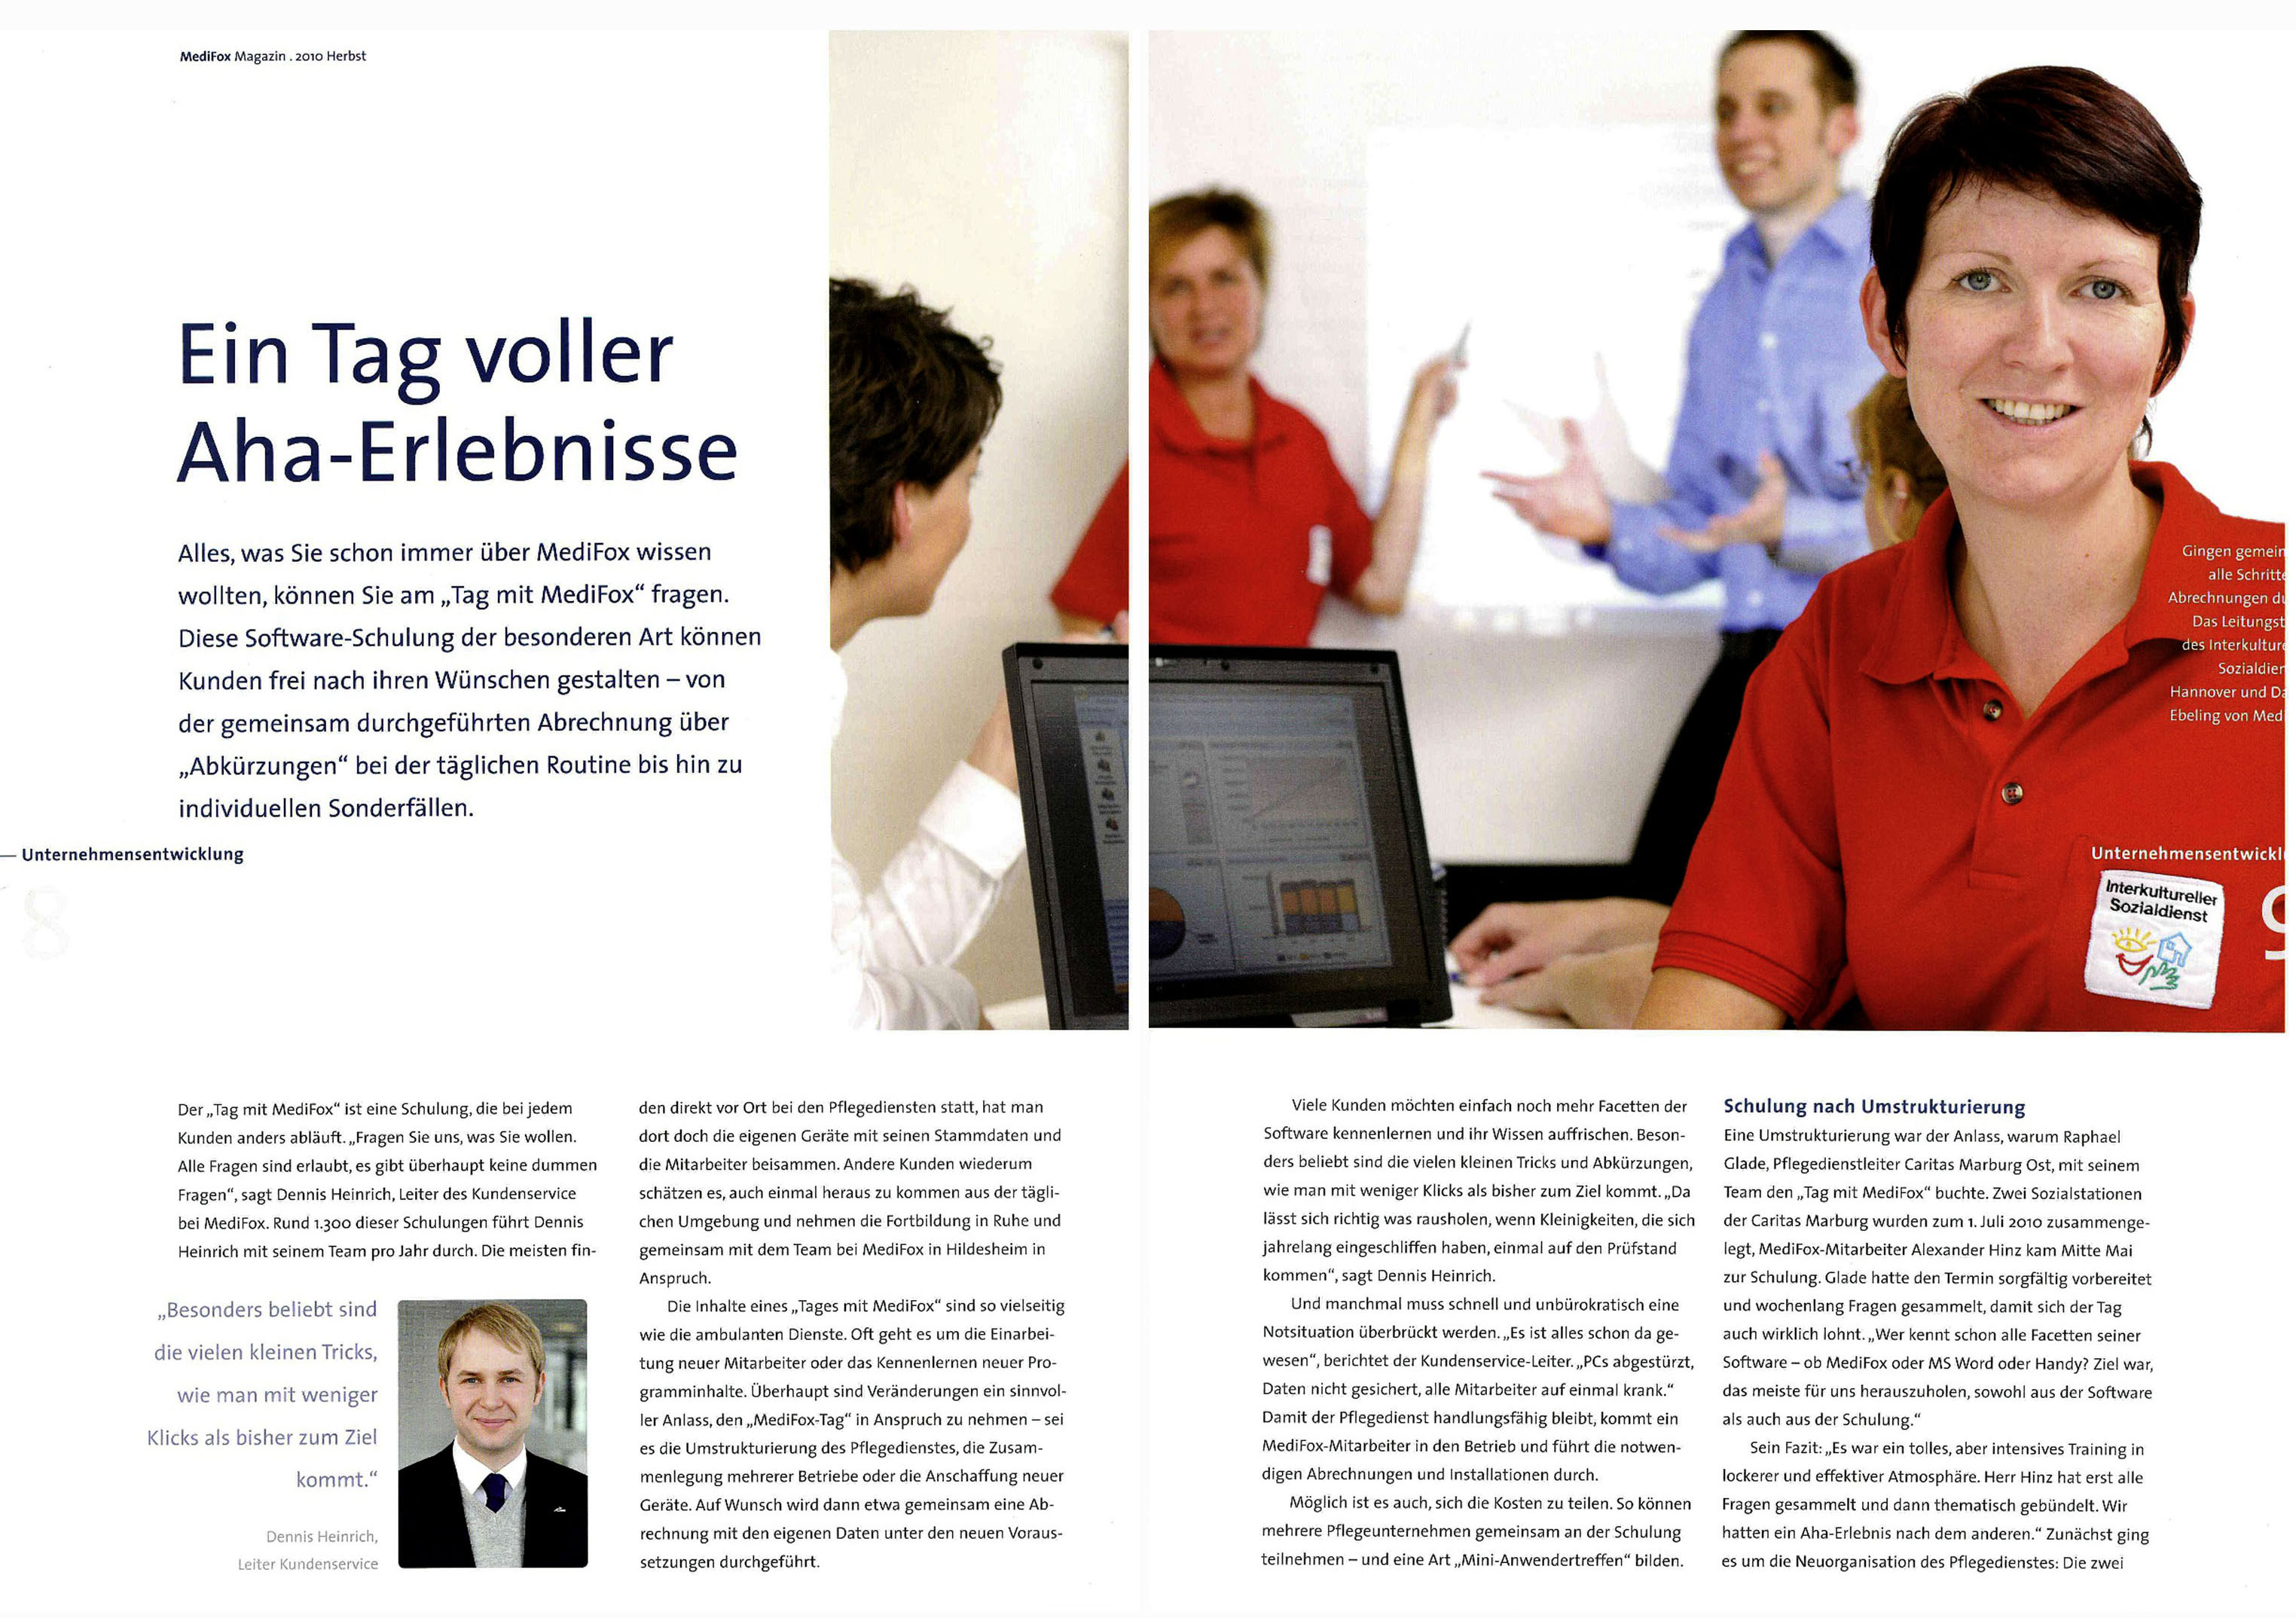 MediFox Magazin . 2010 Herbst
Ein Tag voller
Aha-Erlebnisse
Alles, was Sie schon immer über MediFox wissen
wollten, können Sie am „Tag mit MediFox“ fragen.
Diese Software-Schulung der besonderen Art können
Kunden frei nach ihren Wünschen gestalten – von
der gemeinsam durchgeführten Abrechnung über
„Abkürzungen“ bei der täglichen Routine bis hin zu
individuellen Sonderfällen.
Unternehmensentwicklung
8
Der „Tag mit MediFox“ ist eine Schulung, die bei jedem
Kunden anders abläuft. „Fragen Sie uns, was Sie wollen.
Alle Fragen sind erlaubt, es gibt überhaupt keine dummen
Fragen“, sagt Dennis Heinrich, Leiter des Kundenservice
bei MediFox. Rund 1.300 dieser Schulungen führt Dennis
Heinrich mit seinem Team pro Jahr durch. Die meisten fin-
„Besonders beliebt sind
die vielen kleinen Tricks,
wie man mit weniger
Klicks als bisher zum Ziel
kommt.“
Dennis Heinrich,
Leiter Kundenservice
den direkt vor Ort bei den Pflegediensten statt, hat man
dort doch die eigenen Geräte mit seinen Stammdaten und
die Mitarbeiter beisammen. Andere Kunden wiederum
schätzen es, auch einmal heraus zu kommen aus der tägli-
chen Umgebung und nehmen die Fortbildung in Ruhe und
gemeinsam mit dem Team bei MediFox in Hildesheim in
Anspruch.
Die Inhalte eines „Tages mit MediFox“ sind so vielseitig
wie die ambulanten Dienste. Oft geht es um die Einarbei-
tung neuer Mitarbeiter oder das Kennenlernen neuer Pro-
gramminhalte. Überhaupt sind Veränderungen ein sinnvol-
ler Anlass, den „MediFox-Tag“ in Anspruch zu nehmen – sei
es die Umstrukturierung des Pflegedienstes, die Zusam-
menlegung mehrerer Betriebe oder die Anschaffung neuer
Geräte. Auf Wunsch wird dann etwa gemeinsam eine Ab-
rechnung mit den eigenen Daten unter den neuen Voraus-
setzungen durchgeführt.
Gingen gemein
alle Schritte
Abrechnungen du
Das Leitungst
des Interkulture
Sozialdien
Hannover und Da
Ebeling von Med
Unternehmensentwickl
9
Interkultureller
Sozialdienst
Viele Kunden möchten einfach noch mehr Facetten der
Software kennenlernen und ihr Wissen auffrischen. Beson-
ders beliebt sind die vielen kleinen Tricks und Abkürzungen,
wie man mit weniger Klicks als bisher zum Ziel kommt. „Da
lässt sich richtig was rausholen, wenn Kleinigkeiten, die sich
jahrelang eingeschliffen haben, einmal auf den Prüfstand
kommen“, sagt Dennis Heinrich.
Und manchmal muss schnell und unbürokratisch eine
Notsituation überbrückt werden. „Es ist alles schon da ge-
wesen“, berichtet der Kundenservice-Leiter. „PCs abgestürzt,
Daten nicht gesichert, alle Mitarbeiter auf einmal krank.“
Damit der Pflegedienst handlungsfähig bleibt, kommt ein
MediFox-Mitarbeiter in den Betrieb und führt die notwen-
digen Abrechnungen und Installationen durch.
Möglich ist es auch, sich die Kosten zu teilen. So können
mehrere Pflegeunternehmen gemeinsam an der Schulung
teilnehmen – und eine Art „Mini-Anwendertreffen“ bilden.
Schulung nach Umstrukturierung
Eine Umstrukturierung war der Anlass, warum Raphael
Glade, Pflegedienstleiter Caritas Marburg Ost, mit seinem
Team den „Tag mit MediFox“ buchte. Zwei Sozialstationen
der Caritas Marburg wurden zum 1. Juli 2010 zusammenge-
legt, MediFox-Mitarbeiter Alexander Hinz kam Mitte Mai
zur Schulung. Glade hatte den Termin sorgfältig vorbereitet
und wochenlang Fragen gesammelt, damit sich der Tag
auch wirklich lohnt. „Wer kennt schon alle Facetten seiner
Software – ob MediFox oder MS Word oder Handy? Ziel war,
das meiste für uns herauszuholen, sowohl aus der Software
als auch aus der Schulung.“
Sein Fazit: „Es war ein tolles, aber intensives Training in
lockerer und effektiver Atmosphäre. Herr Hinz hat erst alle
Fragen gesammelt und dann thematisch gebündelt. Wir
hatten ein Aha-Erlebnis nach dem anderen.“ Zunächst ging
es um die Neuorganisation des Pflegedienstes: Die zwei